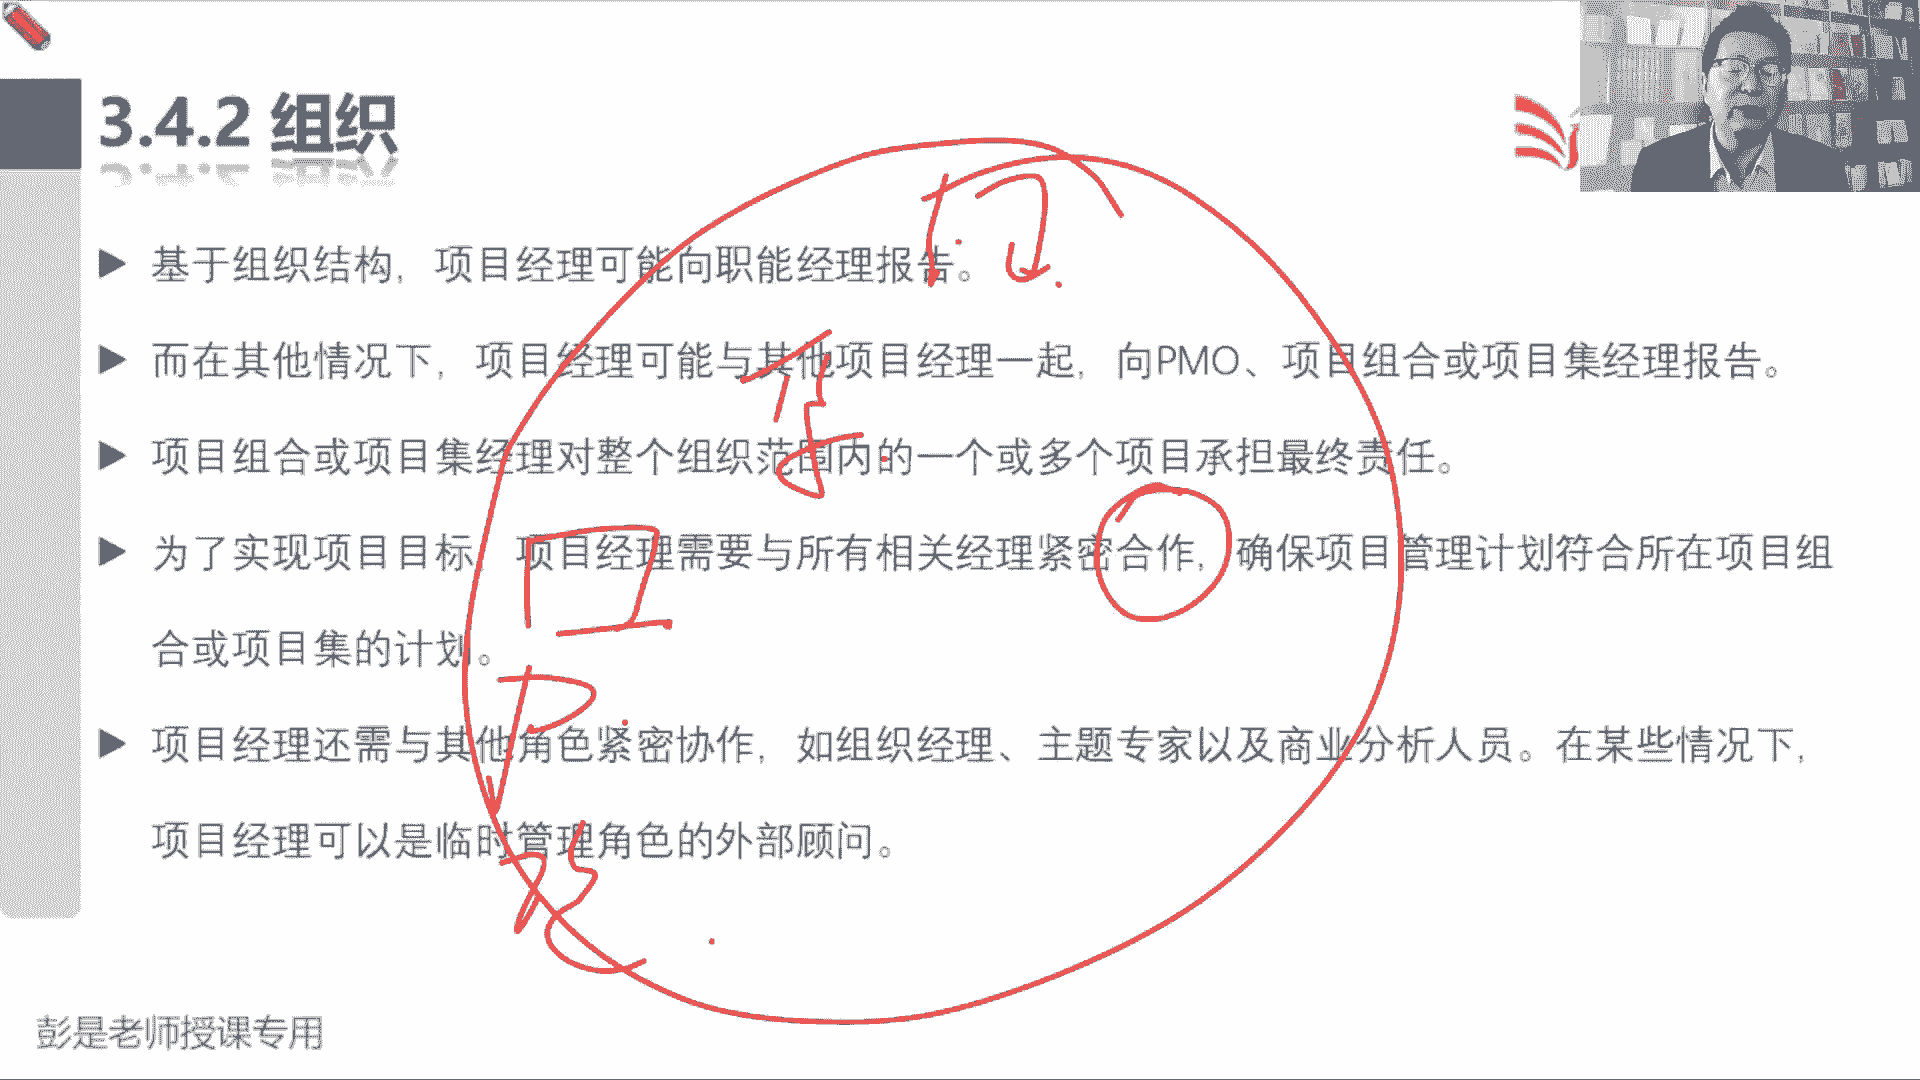 3.4.2 组织
基于组织结构，项目经理可能向职能经理报告。
而在其他情况下，项目经理可能与其他项目经理一起，向PMO、项目组合或项目集经理报告。
项目组合或项目集经理对整个组织范围内的一个或多个项目承担最终责任。
为了实现项目目标，项目经理需要与所有相关经理紧密合作，确保项目管理计划符合所在项目组
合或项目集的计划。
项目经理还需与其他角色紧密协作，如组织经理、主题专家以及商业分析人员。在某些情况下，
项目经理可以是临时管理角色的外部顾问。
彭是老师授课专用